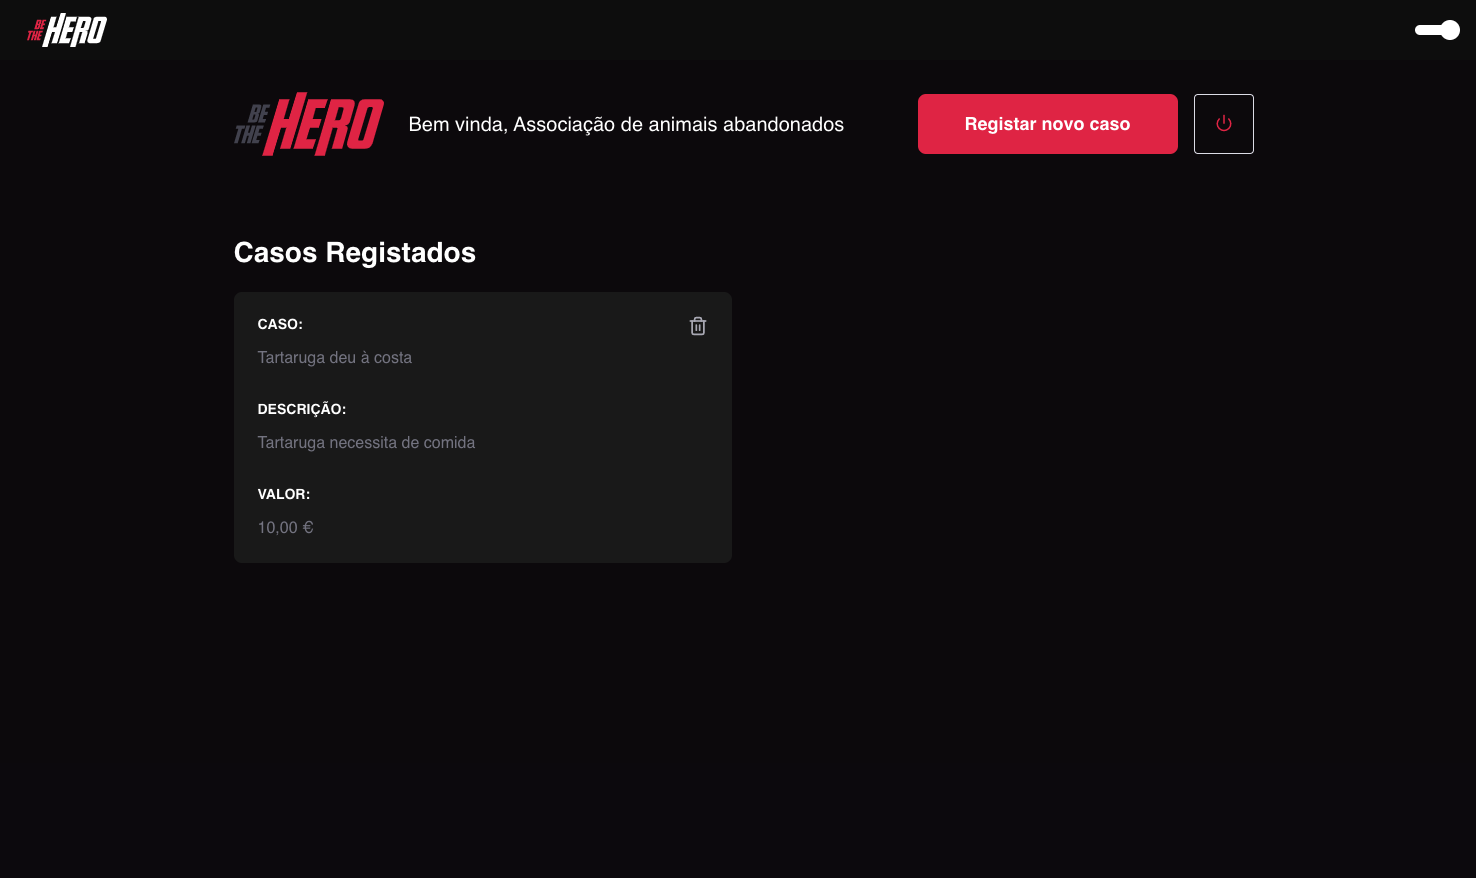 BE
THE HERO
BE
THE HERO
Bem vinda, Associação de animais abandonados
Registar novo caso
Casos Registados
CASO:
Tartaruga deu à costa
DESCRIÇÃO:
Tartaruga necessita de comida
VALOR:
10,00 €